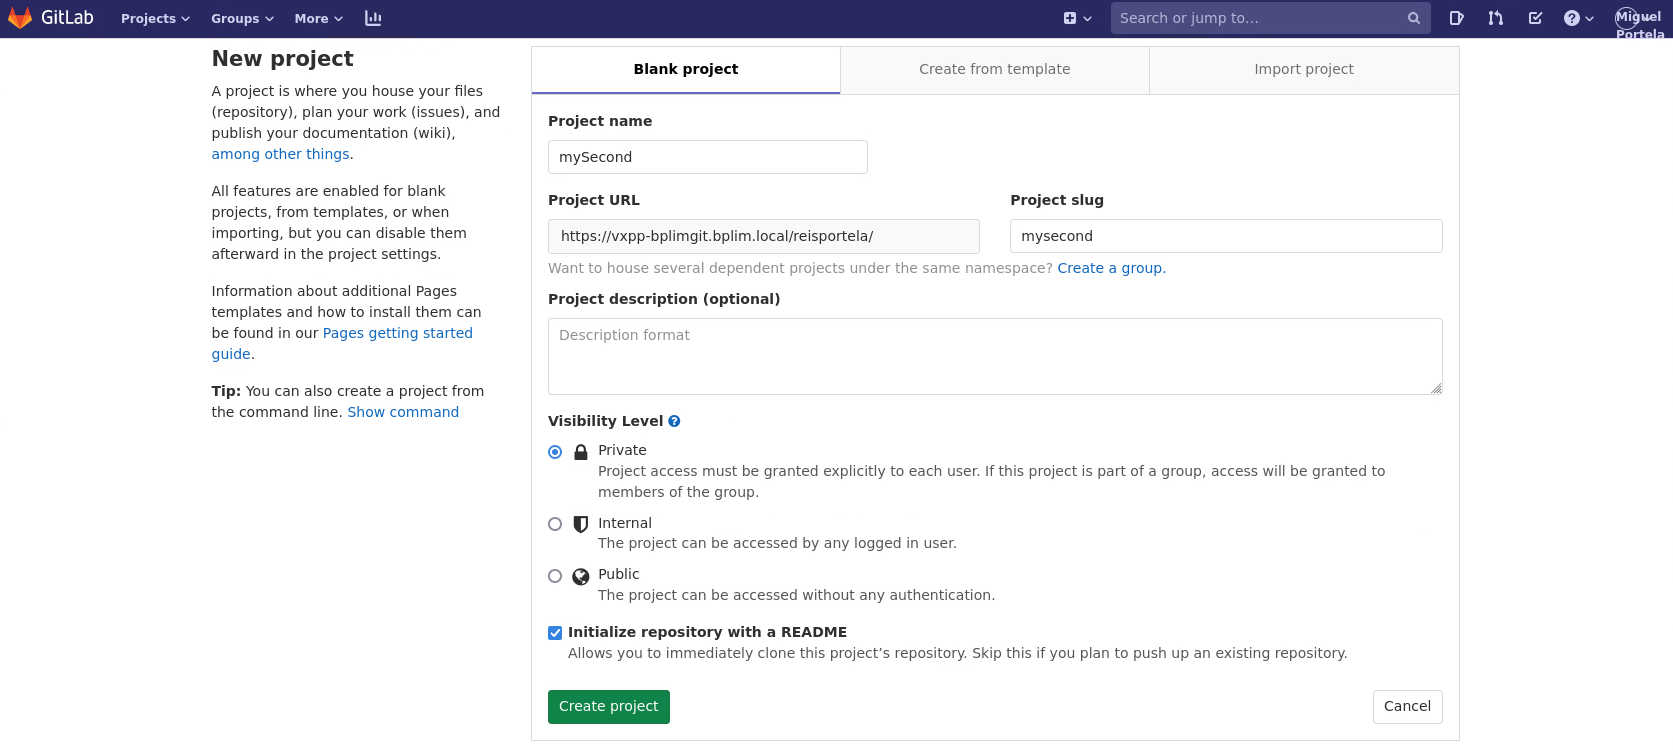 GitLab
Projects
Groups
More
Search or jump to…
Miguel
Portela
New project
A project is where you house your files
(repository), plan your work (issues), and
publish your documentation (wiki),
among other things.
All features are enabled for blank
projects, from templates, or when
importing, but you can disable them
afterward in the project settings.
Information about additional Pages
templates and how to install them can
be found in our Pages getting started
guide.
Tip: You can also create a project from
the command line. Show command
Blank project
Create from template
Import project
Project name
mySecond
Project URL
Project slug
https://vxpp-bplimgit.bplim.local/reisportela/
mysecond
Want to house several dependent projects under the same namespace? Create a group.
Project description (optional)
Description format
Visibility Level
Private
Project access must be granted explicitly to each user. If this project is part of a group, access will be granted to
members of the group.
Internal
The project can be accessed by any logged in user.
Public
The project can be accessed without any authentication.
Initialize repository with a README
Allows you to immediately clone this project’s repository. Skip this if you plan to push up an existing repository.
Create project
Cancel